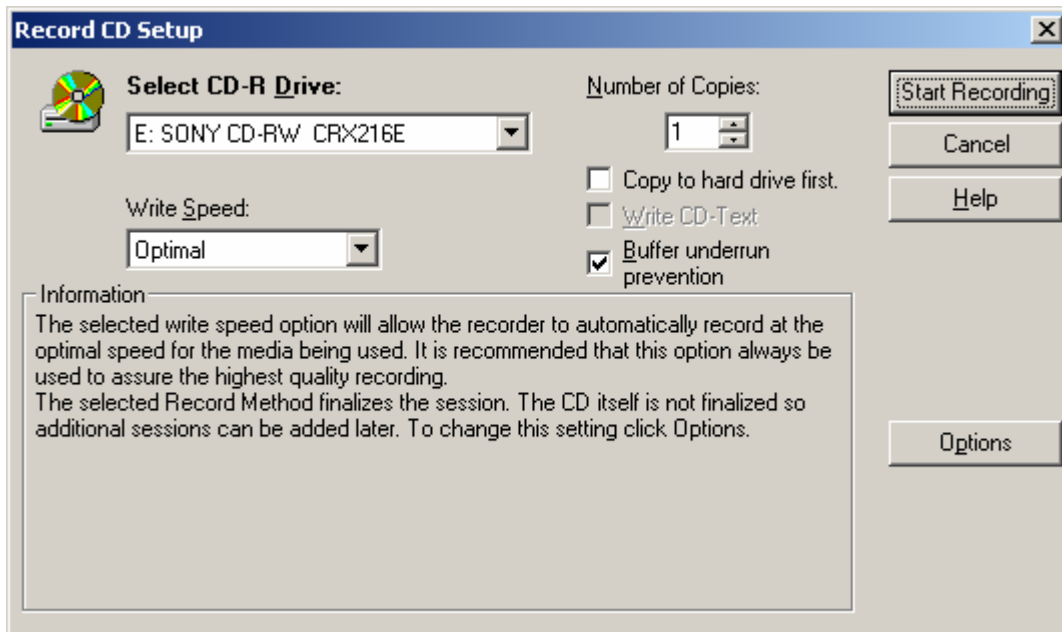 Record CD Setup
Select CD-R Drive:
E: SONY CD-RW  CRX216E
Write Speed:
Optimal
Number of Copies:
1
Copy to hard drive first.
Write CD-Text
Buffer underrun
prevention
Start Recording
Cancel
Help
Information
The selected write speed option will allow the recorder to automatically record at the
optimal speed for the media being used. It is recommended that this option always be
used to assure the highest quality recording.
The selected Record Method finalizes the session. The CD itself is not finalized so
additional sessions can be added later. To change this setting click Options.
Options